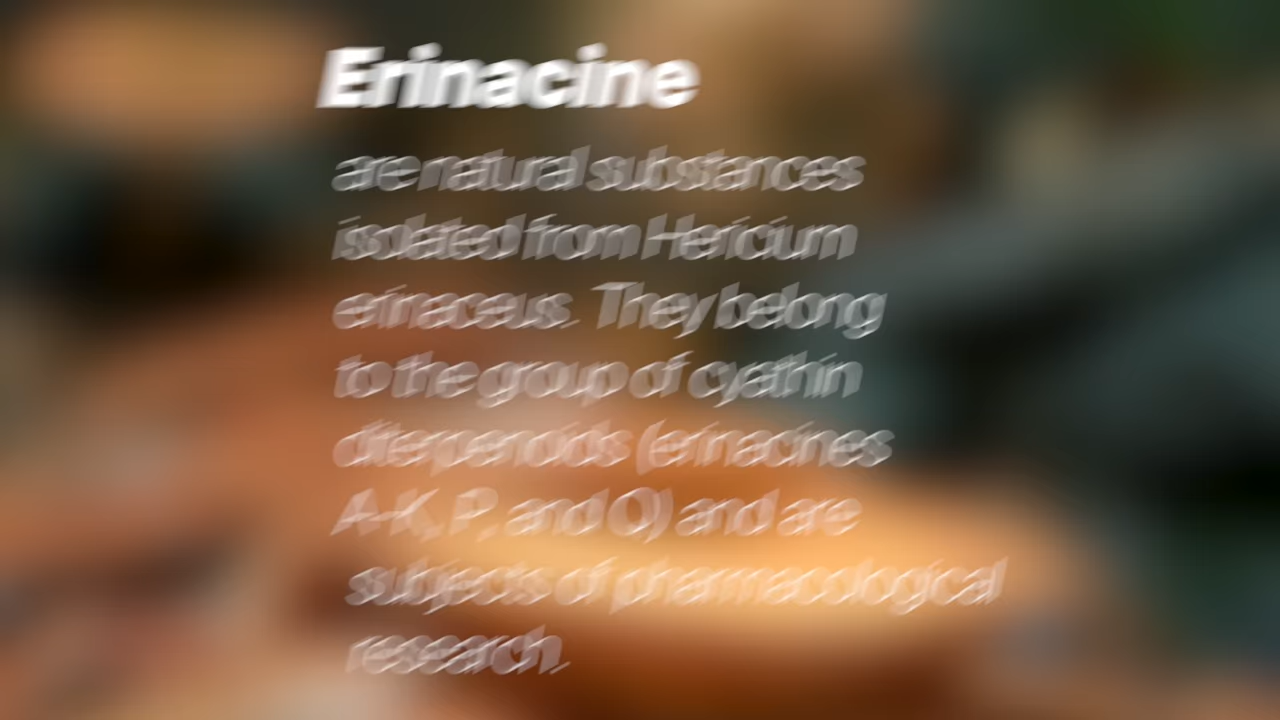 Erinacine
are natural substances
isolated from Hericium
erinaceus. They belong
to the group of cyathin
diterpenoids (erinacines
A-K, P, and Q) and are
subjects of pharmacological
research.